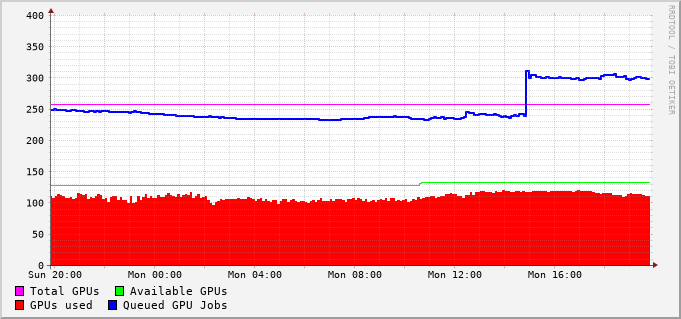 400
350
300
250
200
150
100
50
0
Sun 20:00 Mon 00:00 Mon 04:00 Mon 08:00 Mon 12:00 Mon 16:00
Total GPUs Available GPUs
GPUs used Queued GPU Jobs
RRDTOOL / TOBI OETIKER